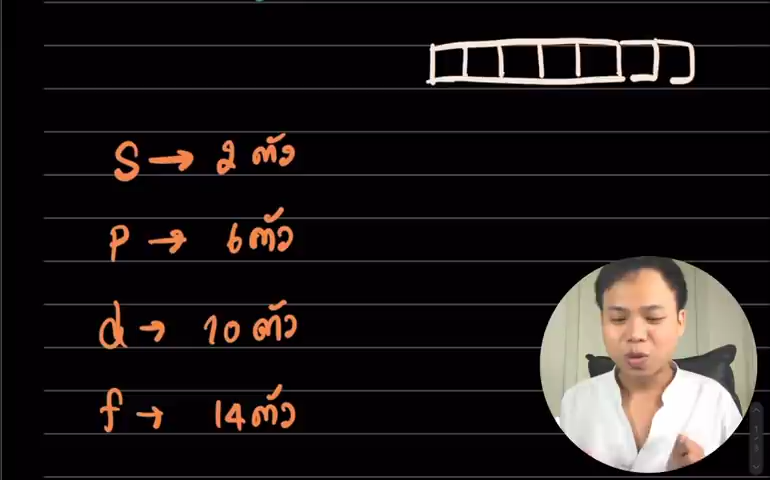 s → 2 ตัว
p → 6 ตัว
d → 10 ตัว
f → 14 ตัว